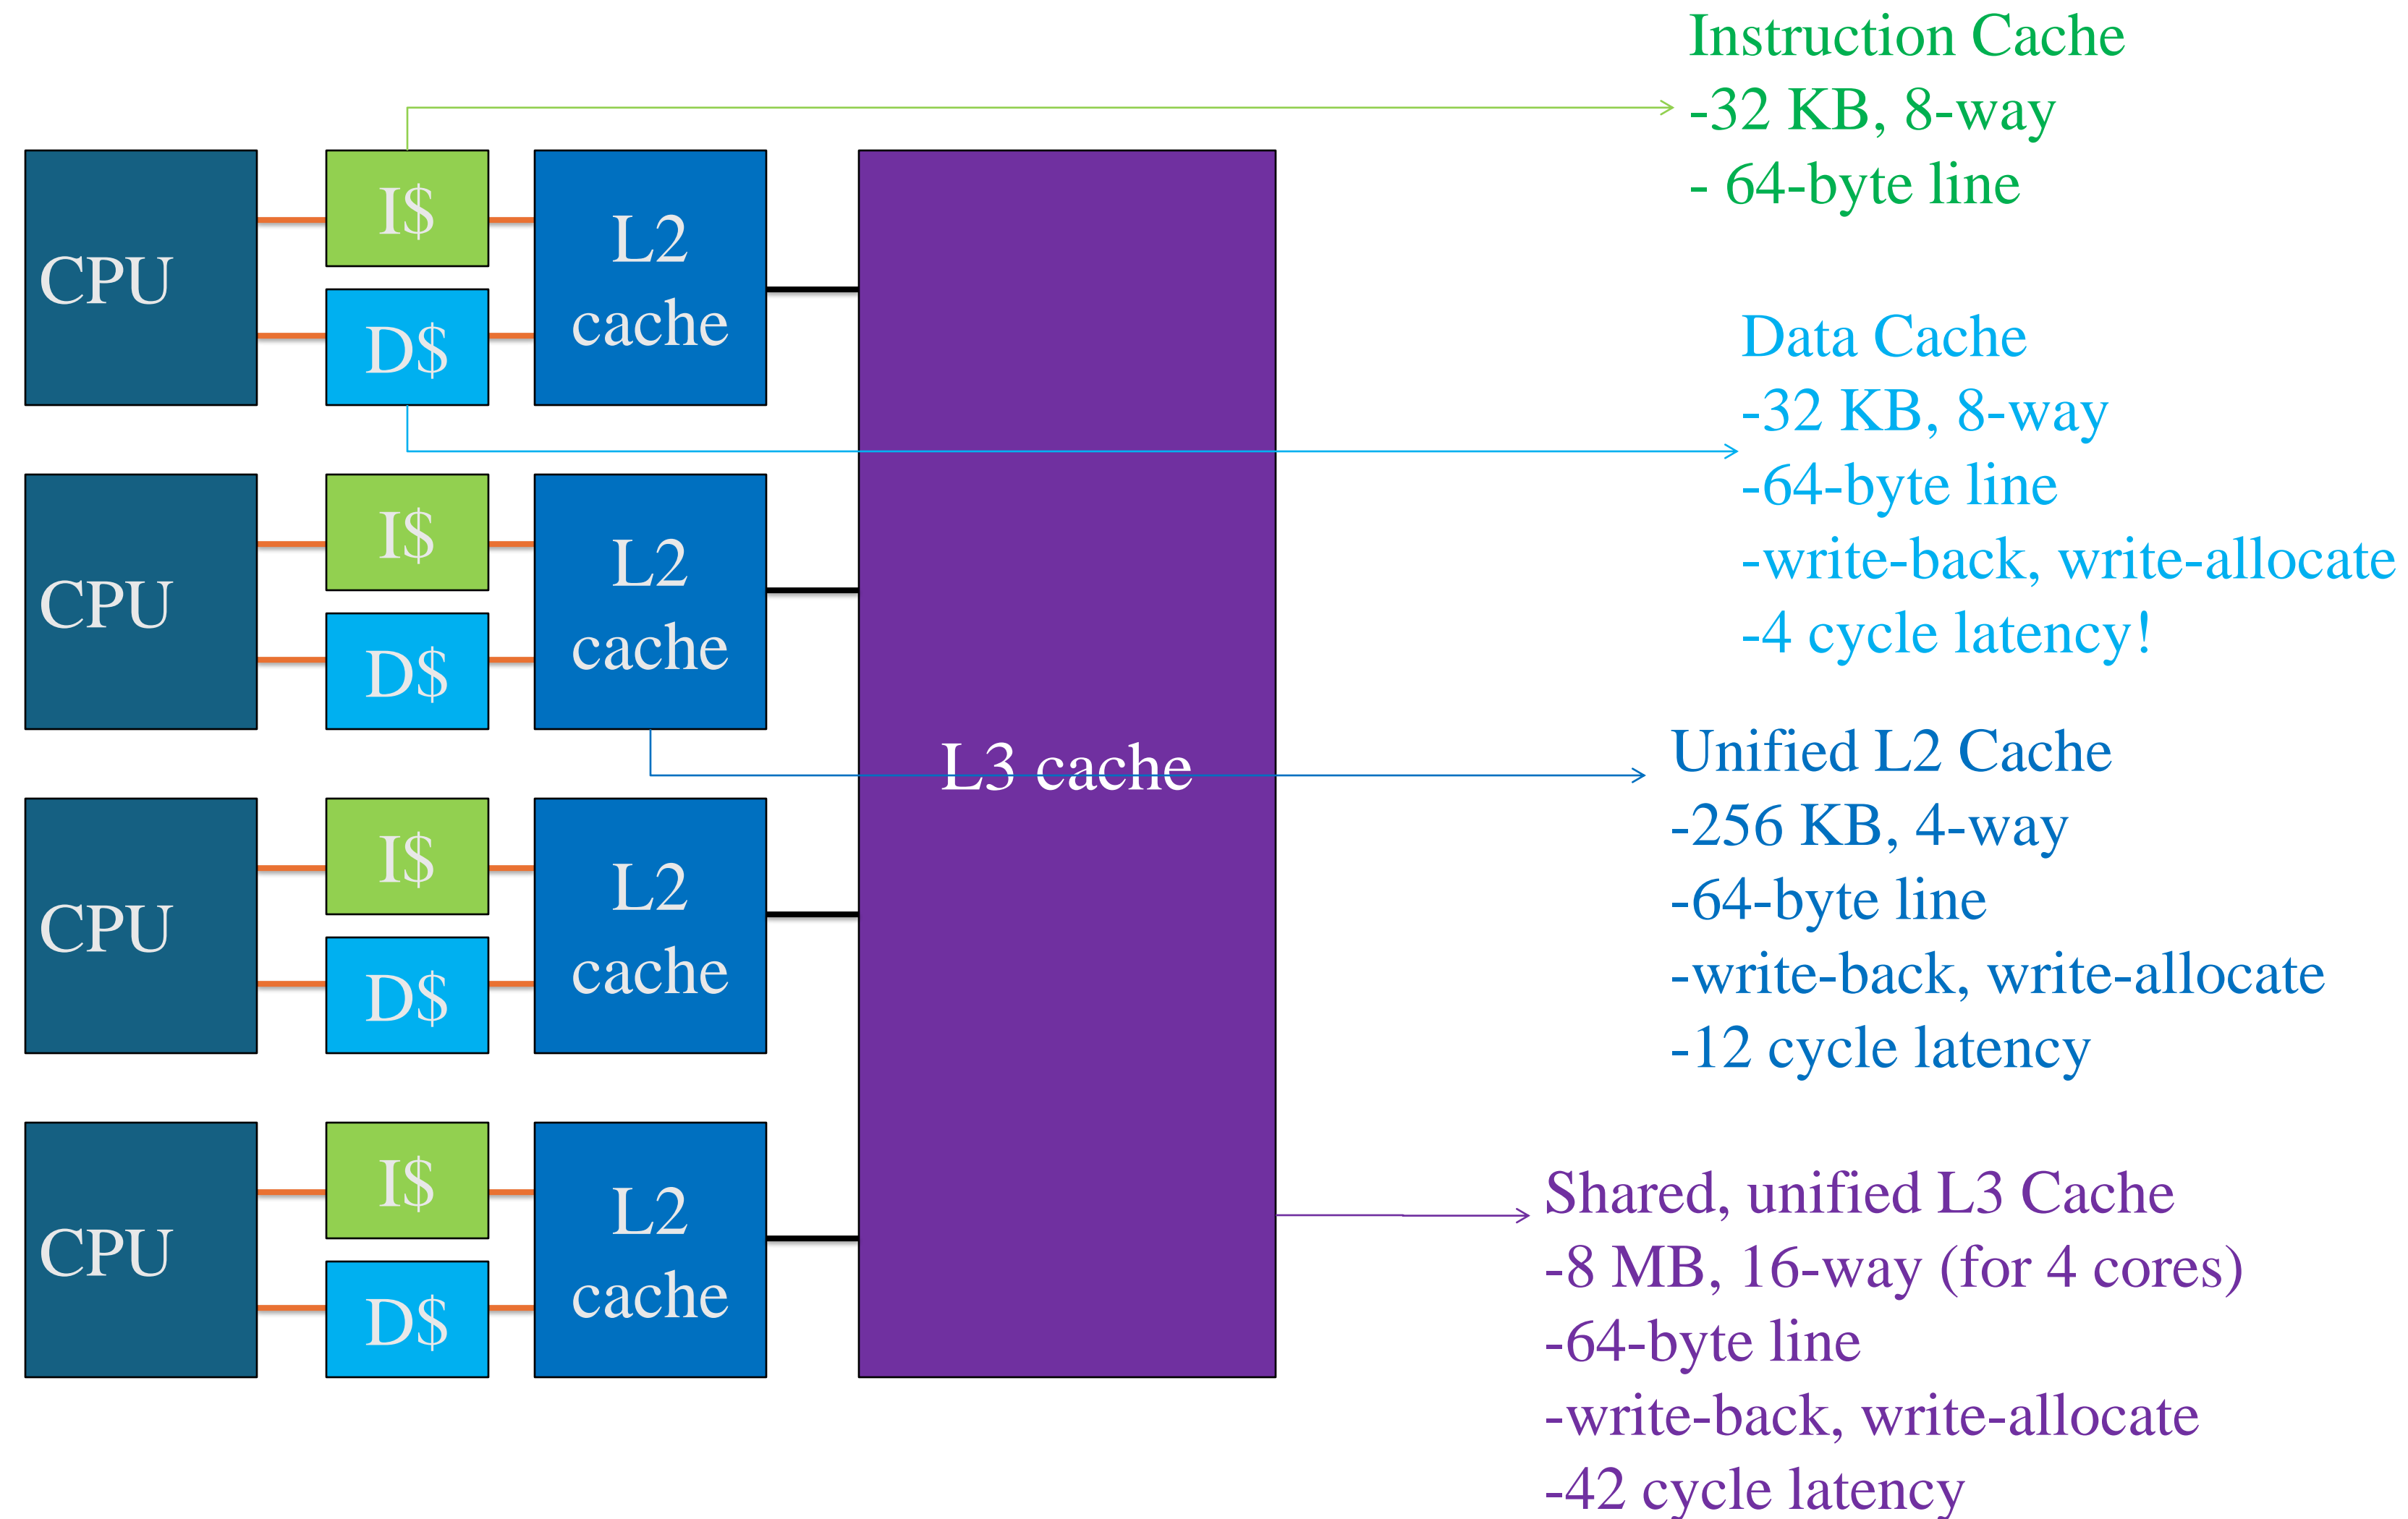 CPU
I$
D$
L2
cache
CPU
I$
D$
L2
cache
CPU
I$
D$
L2
cache
CPU
I$
D$
L2
cache
L3 cache
Instruction Cache
-32 KB, 8-way
- 64-byte line
Data Cache
-32 KB, 8-way
-64-byte line
-write-back, write-allocate
-4 cycle latency!
Unified L2 Cache
-256 KB, 4-way
-64-byte line
-write-back, write-allocate
-12 cycle latency
Shared, unified L3 Cache
-8 MB, 16-way (for 4 cores)
-64-byte line
-write-back, write-allocate
-42 cycle latency